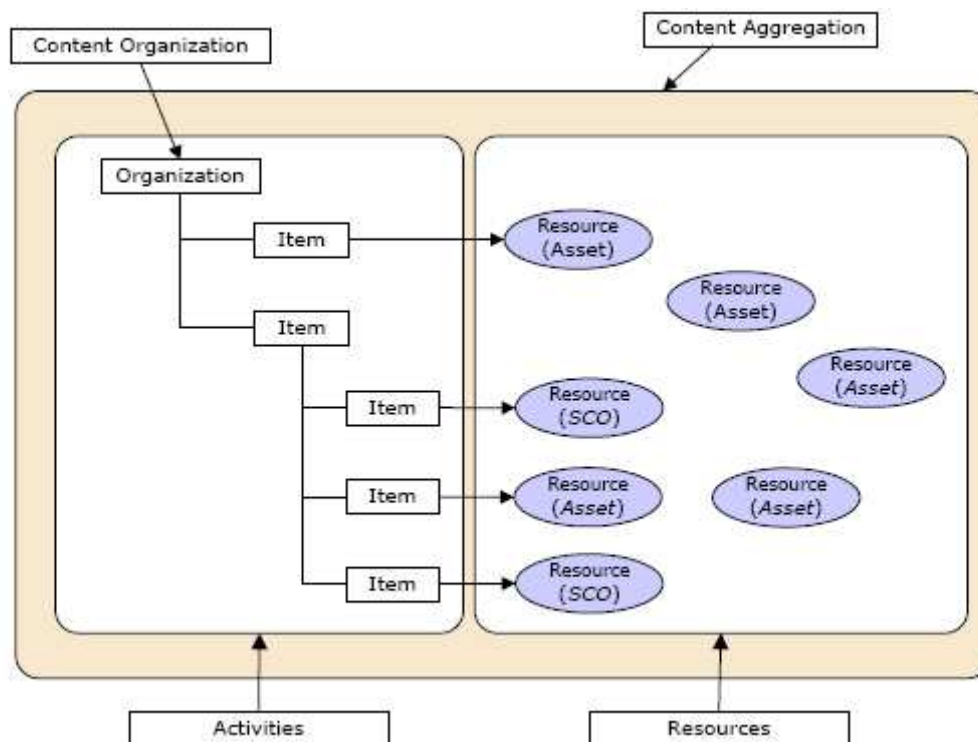 Content Organization
Content Aggregation
Organization
Item
Resource
(Asset)
Resource
(Asset)
Item
Resource
(Asset)
Item
Resource
(SCO)
Item
Resource
(Asset)
Resource
(Asset)
Item
Resource
(SCO)
Activities
Resources